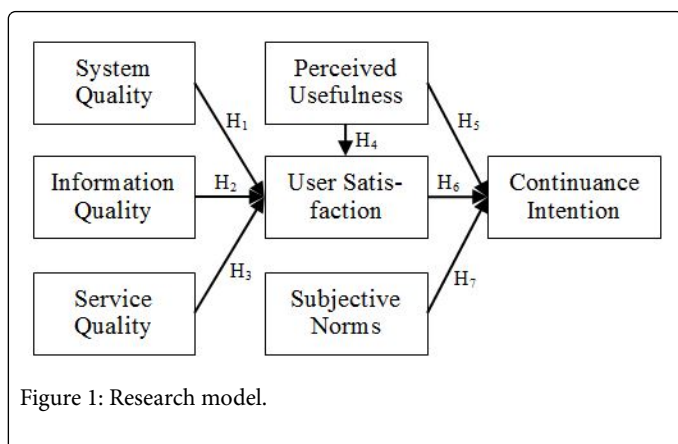 System
Quality
Perceived
Usefulness
H₁
H₄
H₅
Information
Quality
H₂
User Satis-
faction
H₆
Continuance
Intention
H₃
H₇
Service
Quality
Subjective
Norms
Figure 1: Research model.